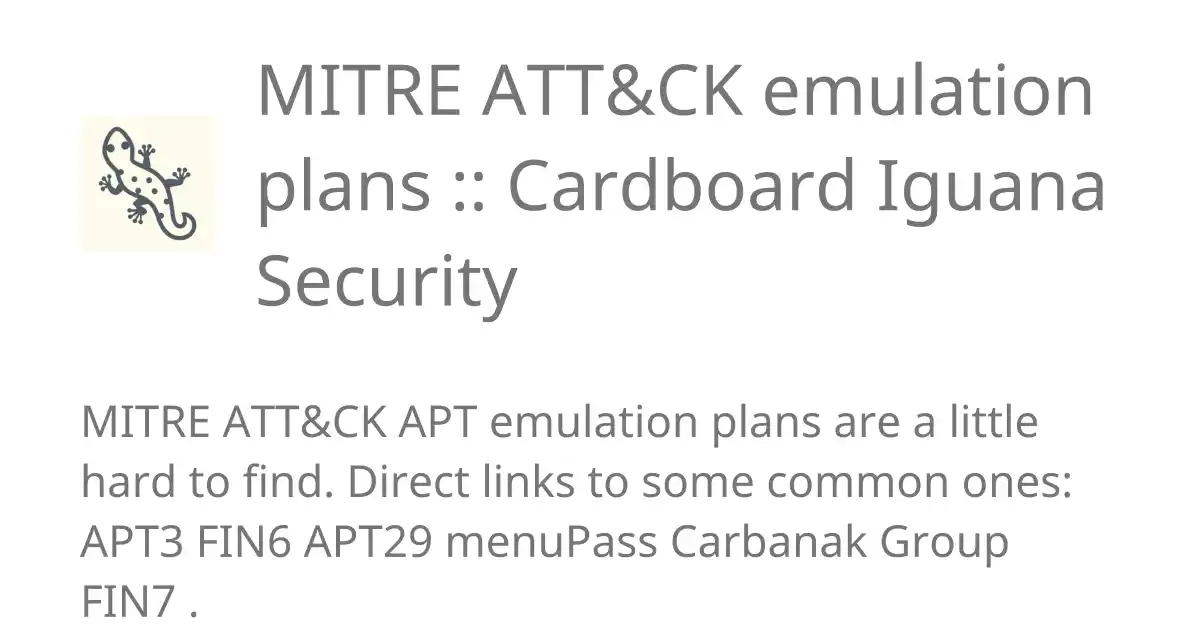 MITRE ATT&CK emulation
plans :: Cardboard Iguana
Security
MITRE ATT&CK APT emulation plans are a little
hard to find. Direct links to some common ones:
APT3 FIN6 APT29 menuPass Carbanak Group
FIN7 .